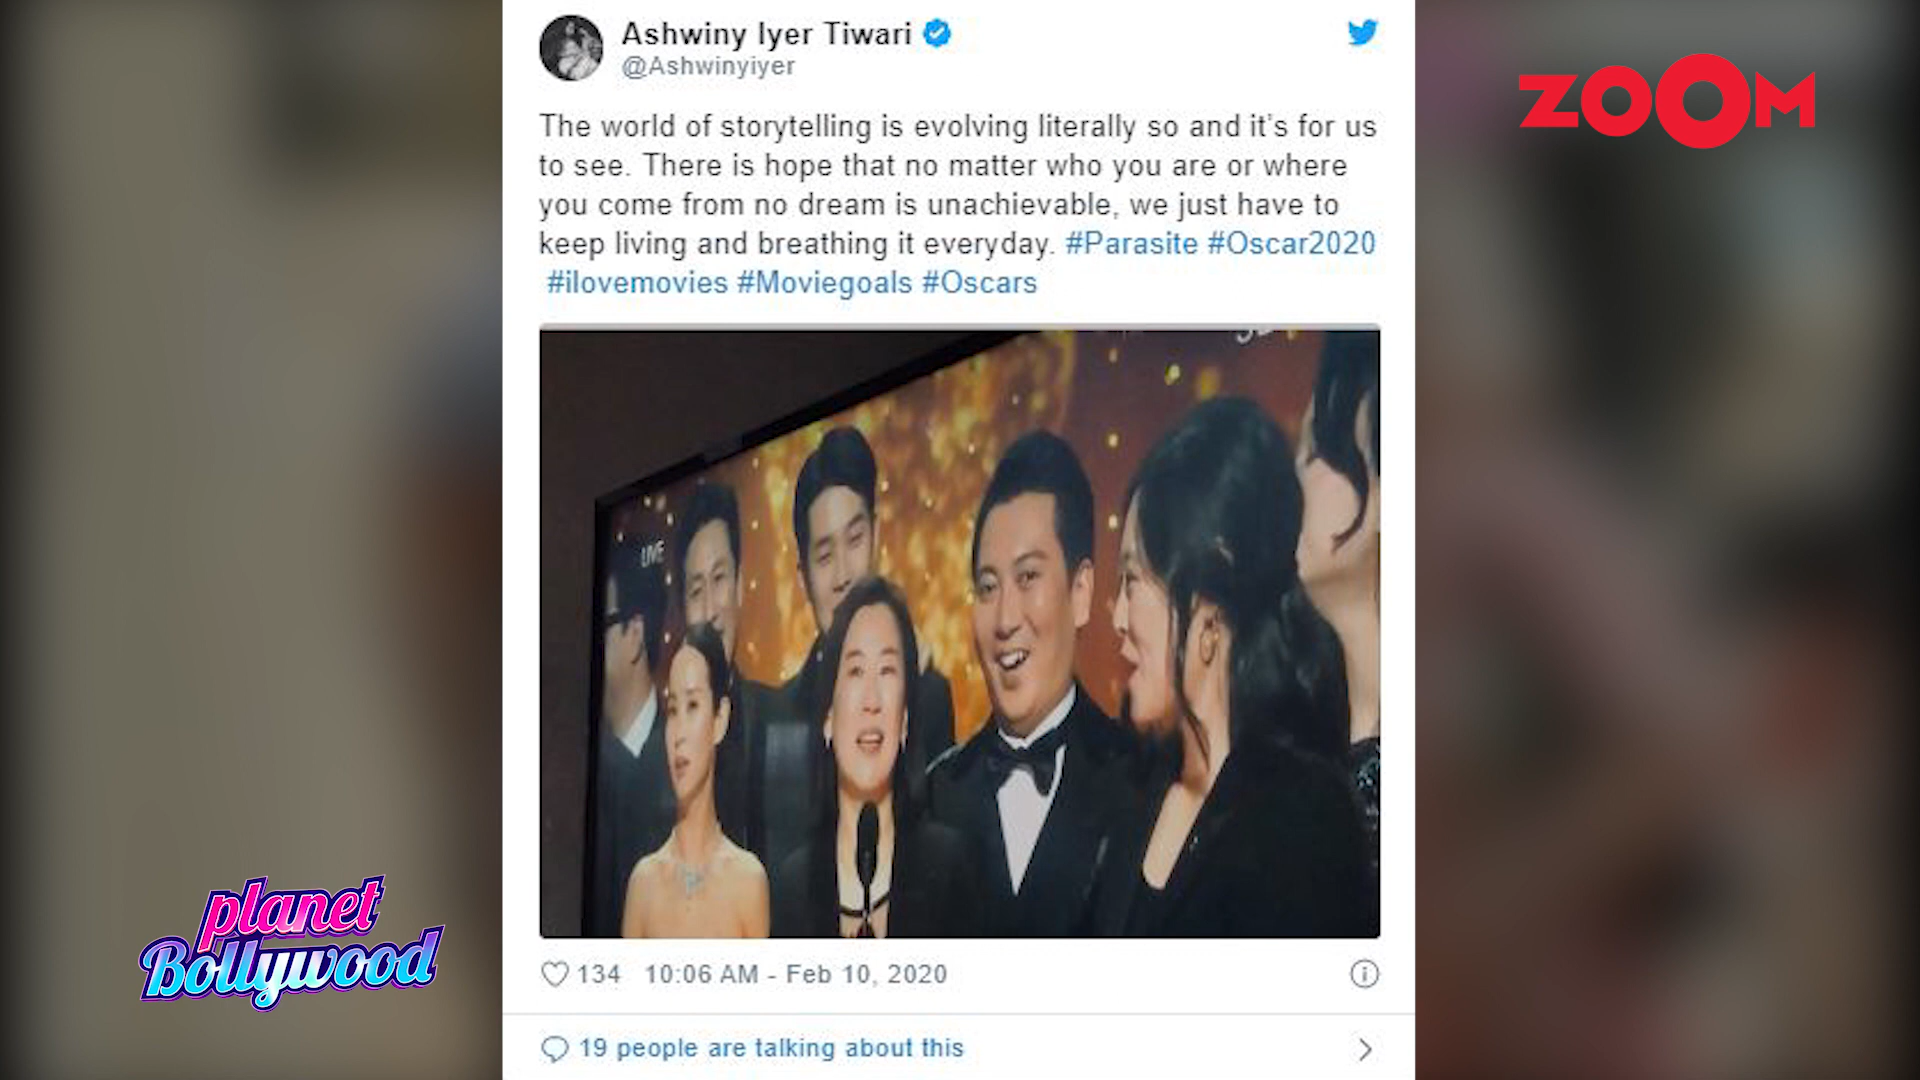 Ashwiny Iyer Tiwari
@Ashwinyiyer
ZOOM
The world of storytelling is evolving literally so and it's for us
to see. There is hope that no matter who you are or where
you come from no dream is unachievable, we just have to
keep living and breathing it everyday. #Parasite #Oscar2020
#ilovemovies #Moviegoals #Oscars
LIVE
planet
Bollywood
134 10:06 AM - Feb 10, 2020
19 people are talking about this